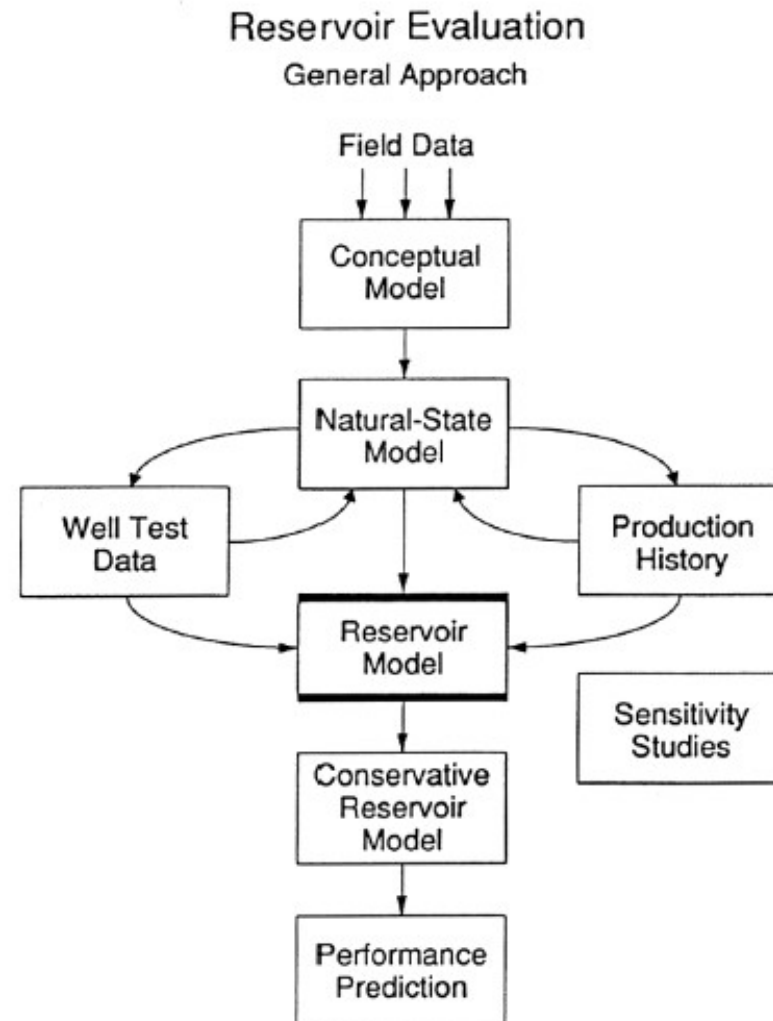 Reservoir Evaluation
General Approach
Field Data
Conceptual
Model
Natural-State
Model
Well Test
Data
Production
History
Reservoir
Model
Sensitivity
Studies
Conservative
Reservoir
Model
Performance
Prediction